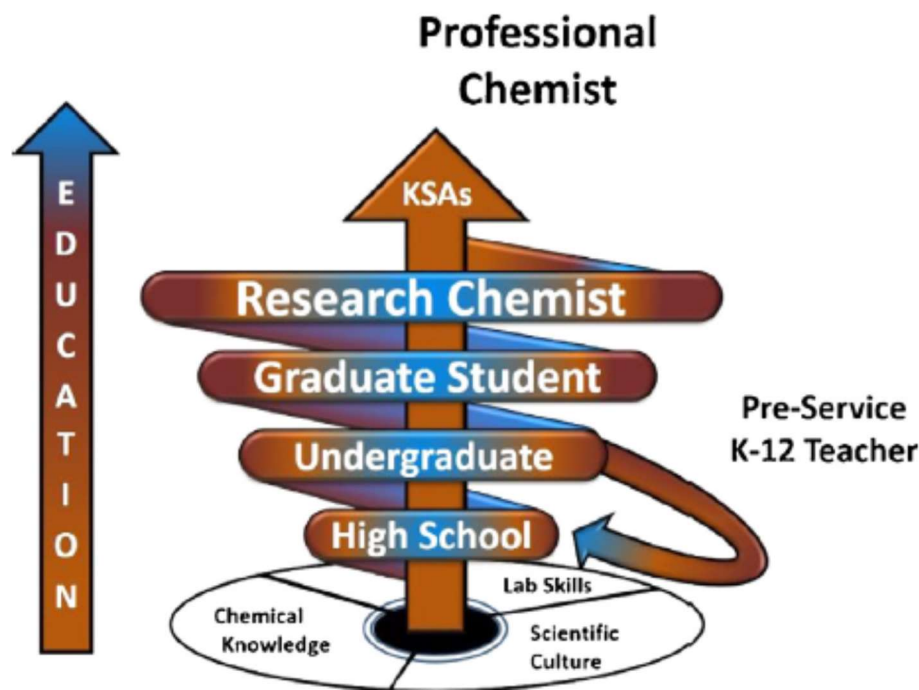 Professional
Chemist
EDUCATION
KSAs
Research Chemist
Graduate Student
Undergraduate
High School
Pre-Service
K-12 Teacher
Lab Skills
Chemical
Knowledge
Scientific
Culture